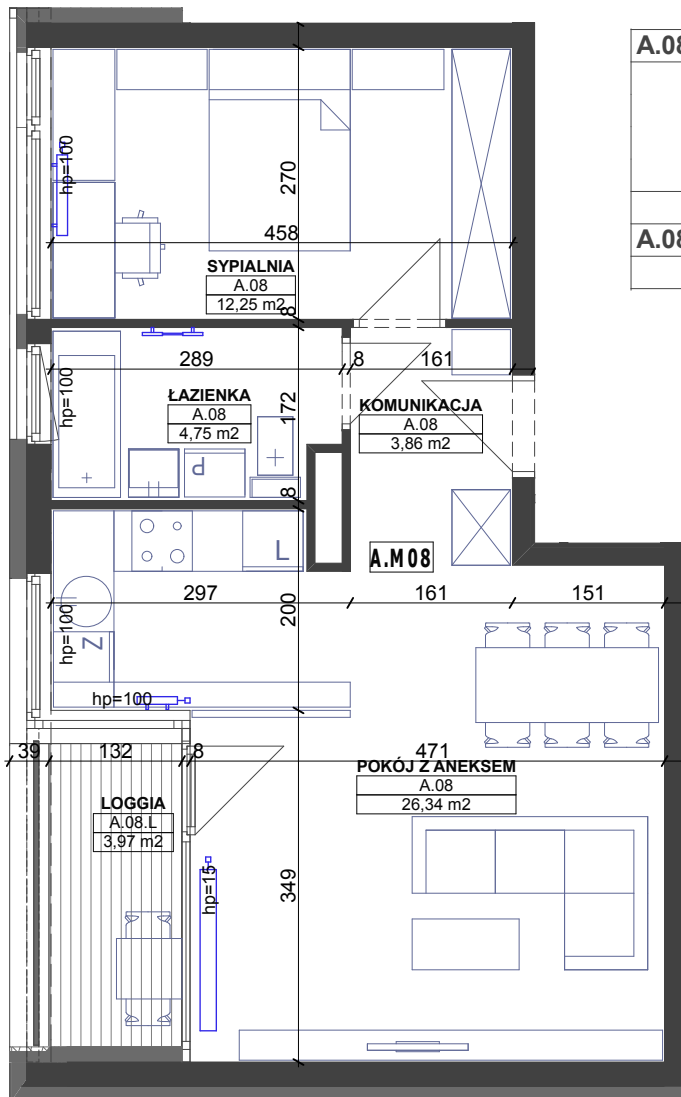 A.08
hp=100
270
458
SYPIALNIA
A.08
12,25 m2
8
A.08
289
8
161
hp=100
ŁAZIENKA
A.08
4,75 m2
172
KOMUNIKACJA
A.08
3,86 m2
P
8
L
A.M08
297
161
151
200
hp=100
Z
hp=100
39
132
8
471
POKÓJ Z ANEKSEM
A.08
26,34 m2
LOGGIA
A.08.L
3,97 m2
349
hp=15